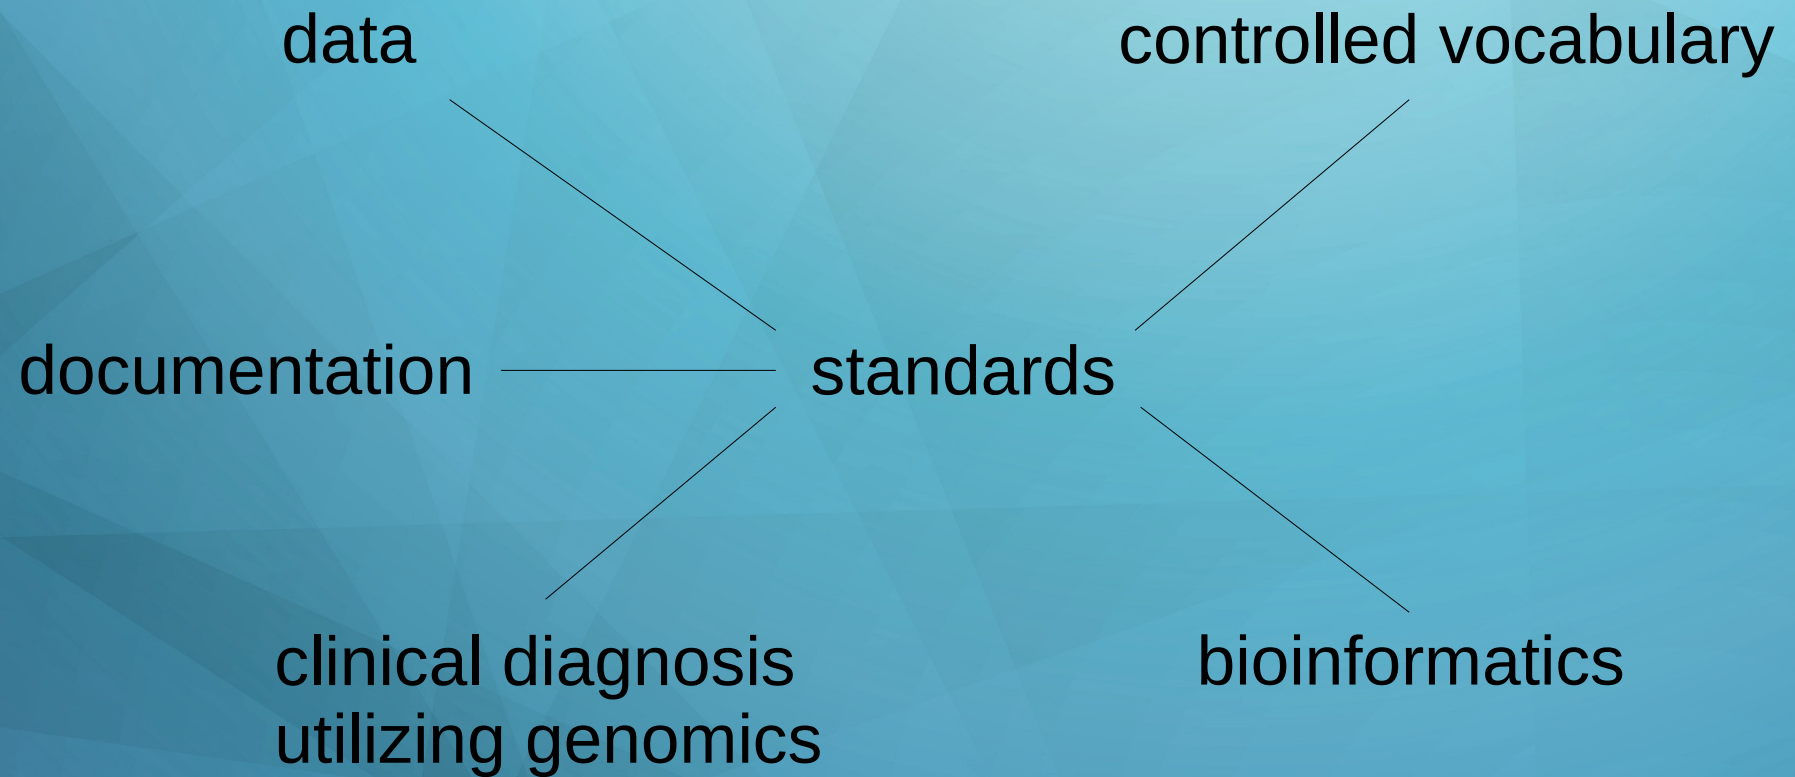 data
controlled vocabulary
documentation
standards
clinical diagnosis
utilizing genomics
bioinformatics